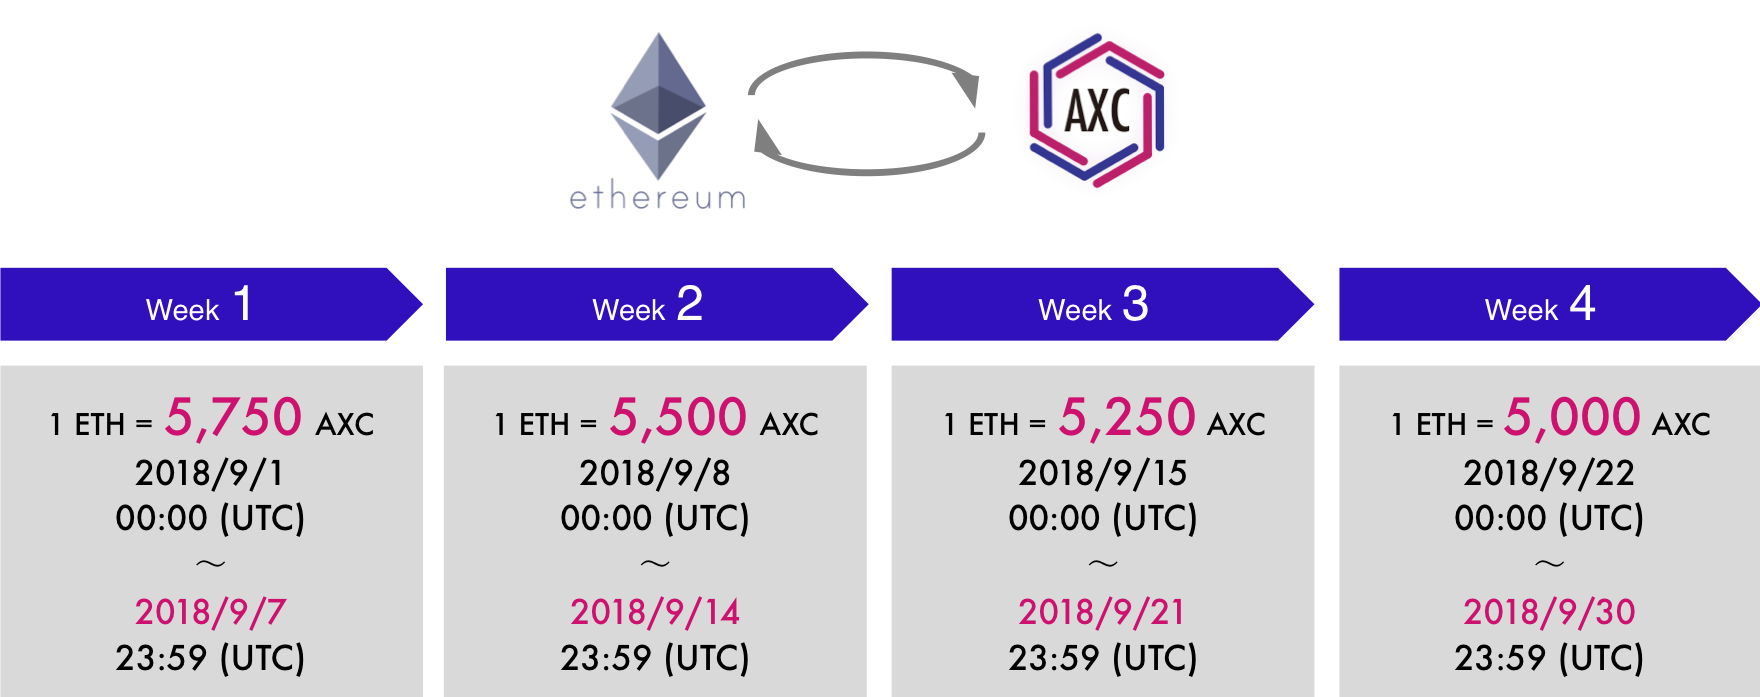 ethereum
AXC
Week 1
1 ETH = 5,750 AXC
2018/9/1
00:00 (UTC)
～
2018/9/7
23:59 (UTC)
Week 2
1 ETH = 5,500 AXC
2018/9/8
00:00 (UTC)
～
2018/9/14
23:59 (UTC)
Week 3
1 ETH = 5,250 AXC
2018/9/15
00:00 (UTC)
～
2018/9/21
23:59 (UTC)
Week 4
1 ETH = 5,000 AXC
2018/9/22
00:00 (UTC)
～
2018/9/30
23:59 (UTC)